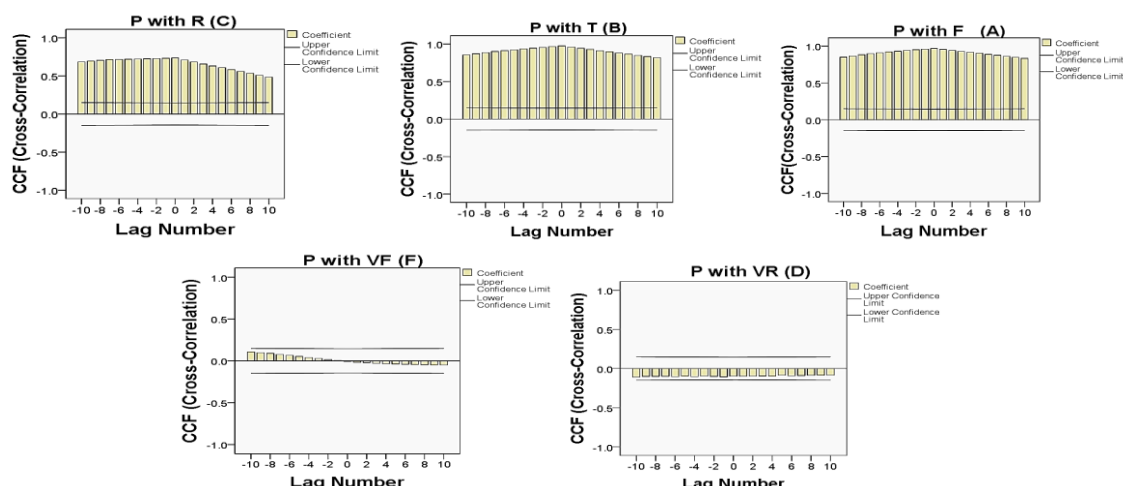 P with R (C)
CCF (Cross-Correlation)
1.0
0.5
0.0
-0.5
-1.0
-10 -8 -6 -4 -2 0 2 4 6 8 10
Lag Number
Coefficient
Upper
Confidence Limit
Lower
Confidence Limit
P with T (B)
CCF (Cross-Correlation)
1.0
0.5
0.0
-0.5
-1.0
-10 -8 -6 -4 -2 0 2 4 6 8 10
Lag Number
Coefficient
Upper
Confidence Limit
Lower
Confidence Limit
P with F (A)
CCF(Cross-Correlation)
1.0
0.5
0.0
-0.5
-1.0
-10 -8 -6 -4 -2 0 2 4 6 8 10
Lag Number
Coefficient
Upper
Confidence Limit
Lower
Confidence Limit
P with VF (F)
CCF (Cross-Correlation)
1.0
0.5
0.0
-0.5
-1.0
-10 -8 -6 -4 -2 0 2 4 6 8 10
Lag Number
Coefficient
Upper
Confidence Limit
Lower
Confidence Limit
P with VR (D)
CCF (Cross-Correlation)
1.0
0.5
0.0
-0.5
-1.0
-10 -8 -6 -4 -2 0 2 4 6 8 10
Lag Number
Coefficient
Upper Confidence
Limit
Lower Confidence
Limit